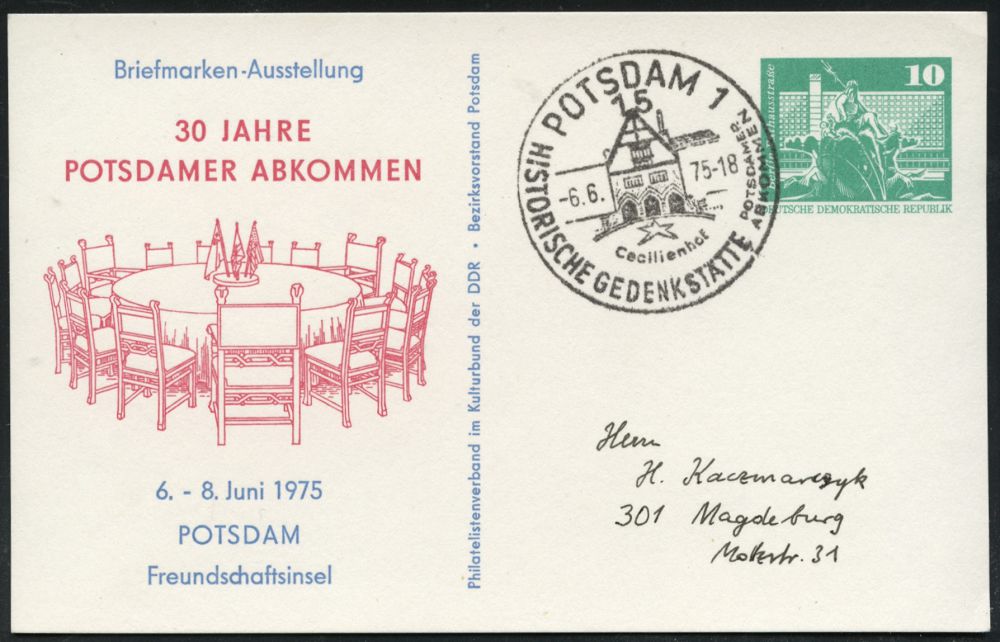 Briefmarken-Ausstellung
30 JAHRE
POTSDAMER ABKOMMEN
6. - 8. Juni 1975
POTSDAM
Freundschaftsinsel
Philatelistenverband im Kulturbund der DDR • Bezirksvorstand Potsdam
POTSDAM 1
15
-6.6. 75-18
Cecilienhof
HISTORISCHE GEDENKSTÄTTE
POTSDAMER
ABKOMMEN
10
DEUTSCHE DEMOKRATISCHE REPUBLIK
Herrn
H. Kaczmarczyk
301 Magdeburg
31